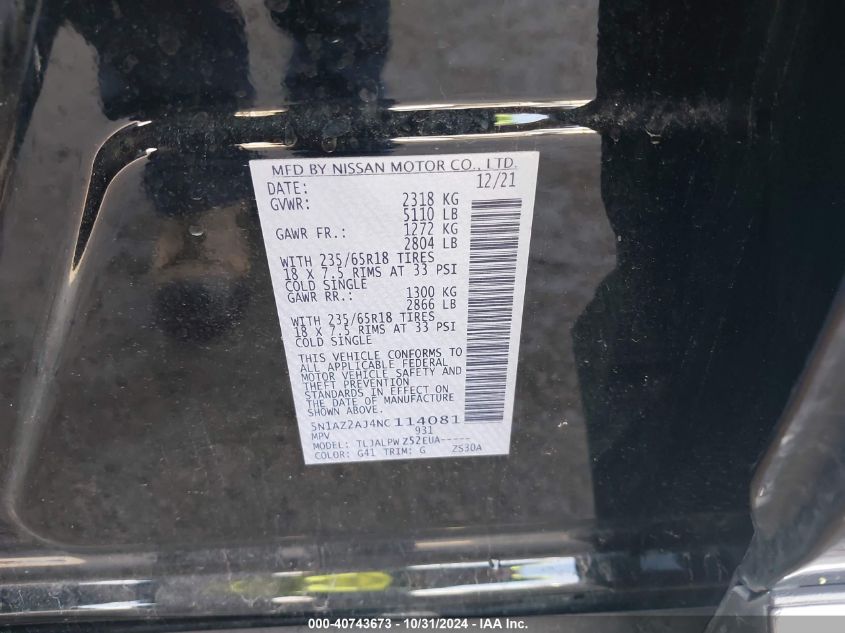 MFD BY NISSAN MOTOR CO., LTD.
DATE: 12/21
GVWR: 2318 KG
5110 LB
GAWR FR.: 1272 KG
2804 LB
WITH 235/65R18 TIRES
18 X 7.5 RIMS AT 33 PSI
COLD SINGLE
GAWR RR.: 1300 KG
2866 LB
WITH 235/65R18 TIRES
18 X 7.5 RIMS AT 33 PSI
COLD SINGLE
THIS VEHICLE CONFORMS TO
ALL APPLICABLE FEDERAL
MOTOR VEHICLE SAFETY AND
THEFT PREVENTION
STANDARDS IN EFFECT ON
THE DATE OF MANUFACTURE
SHOWN ABOVE.
5N1AZ2AJ4NC114081
MPV 931
MODEL: TLJALPWZ52EUA-----
COLOR: G41 TRIM: G ZS30A
000-40743673 - 10/31/2024 - © IAA, Inc.